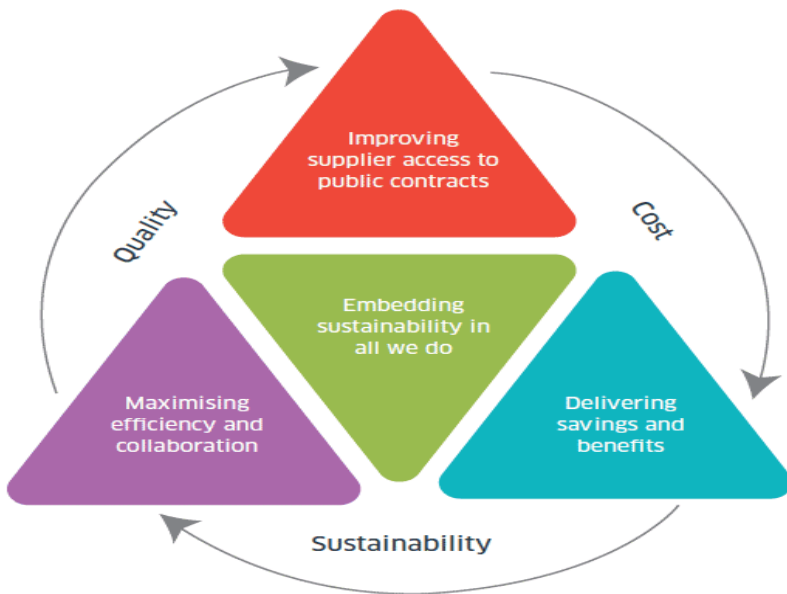 Improving
supplier access to
public contracts
Quality
Cost
Embedding
sustainability in
all we do
Maximising
efficiency and
collaboration
Delivering
savings and
benefits
Sustainability